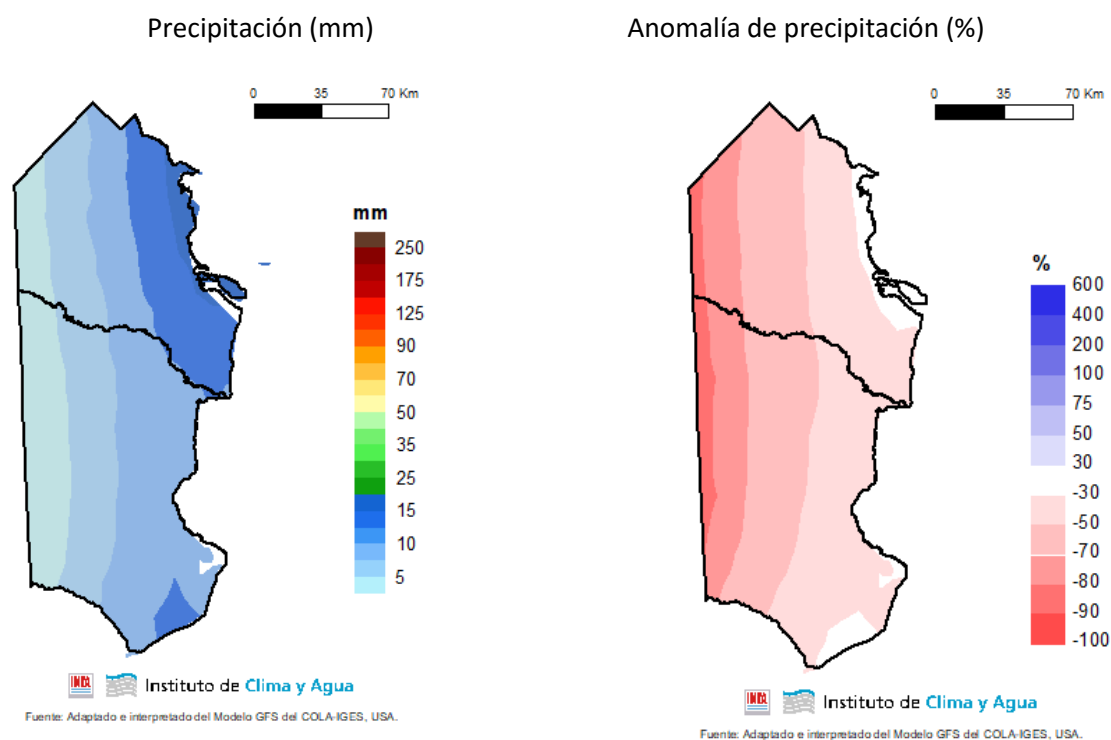 Precipitación (mm)
Anomalía de precipitación (%)
0 35 70 Km
0 35 70 Km
mm
250
175
125
90
70
50
35
25
15
10
5
%
600
400
200
100
75
50
30
-30
-50
-70
-80
-90
-100
INTA Instituto de Clima y Agua
Fuente: Adaptado e interpretado del Modelo GFS del COLA-IGES, USA.
INTA Instituto de Clima y Agua
Fuente: Adaptado e interpretado del Modelo GFS del COLA-IGES, USA.